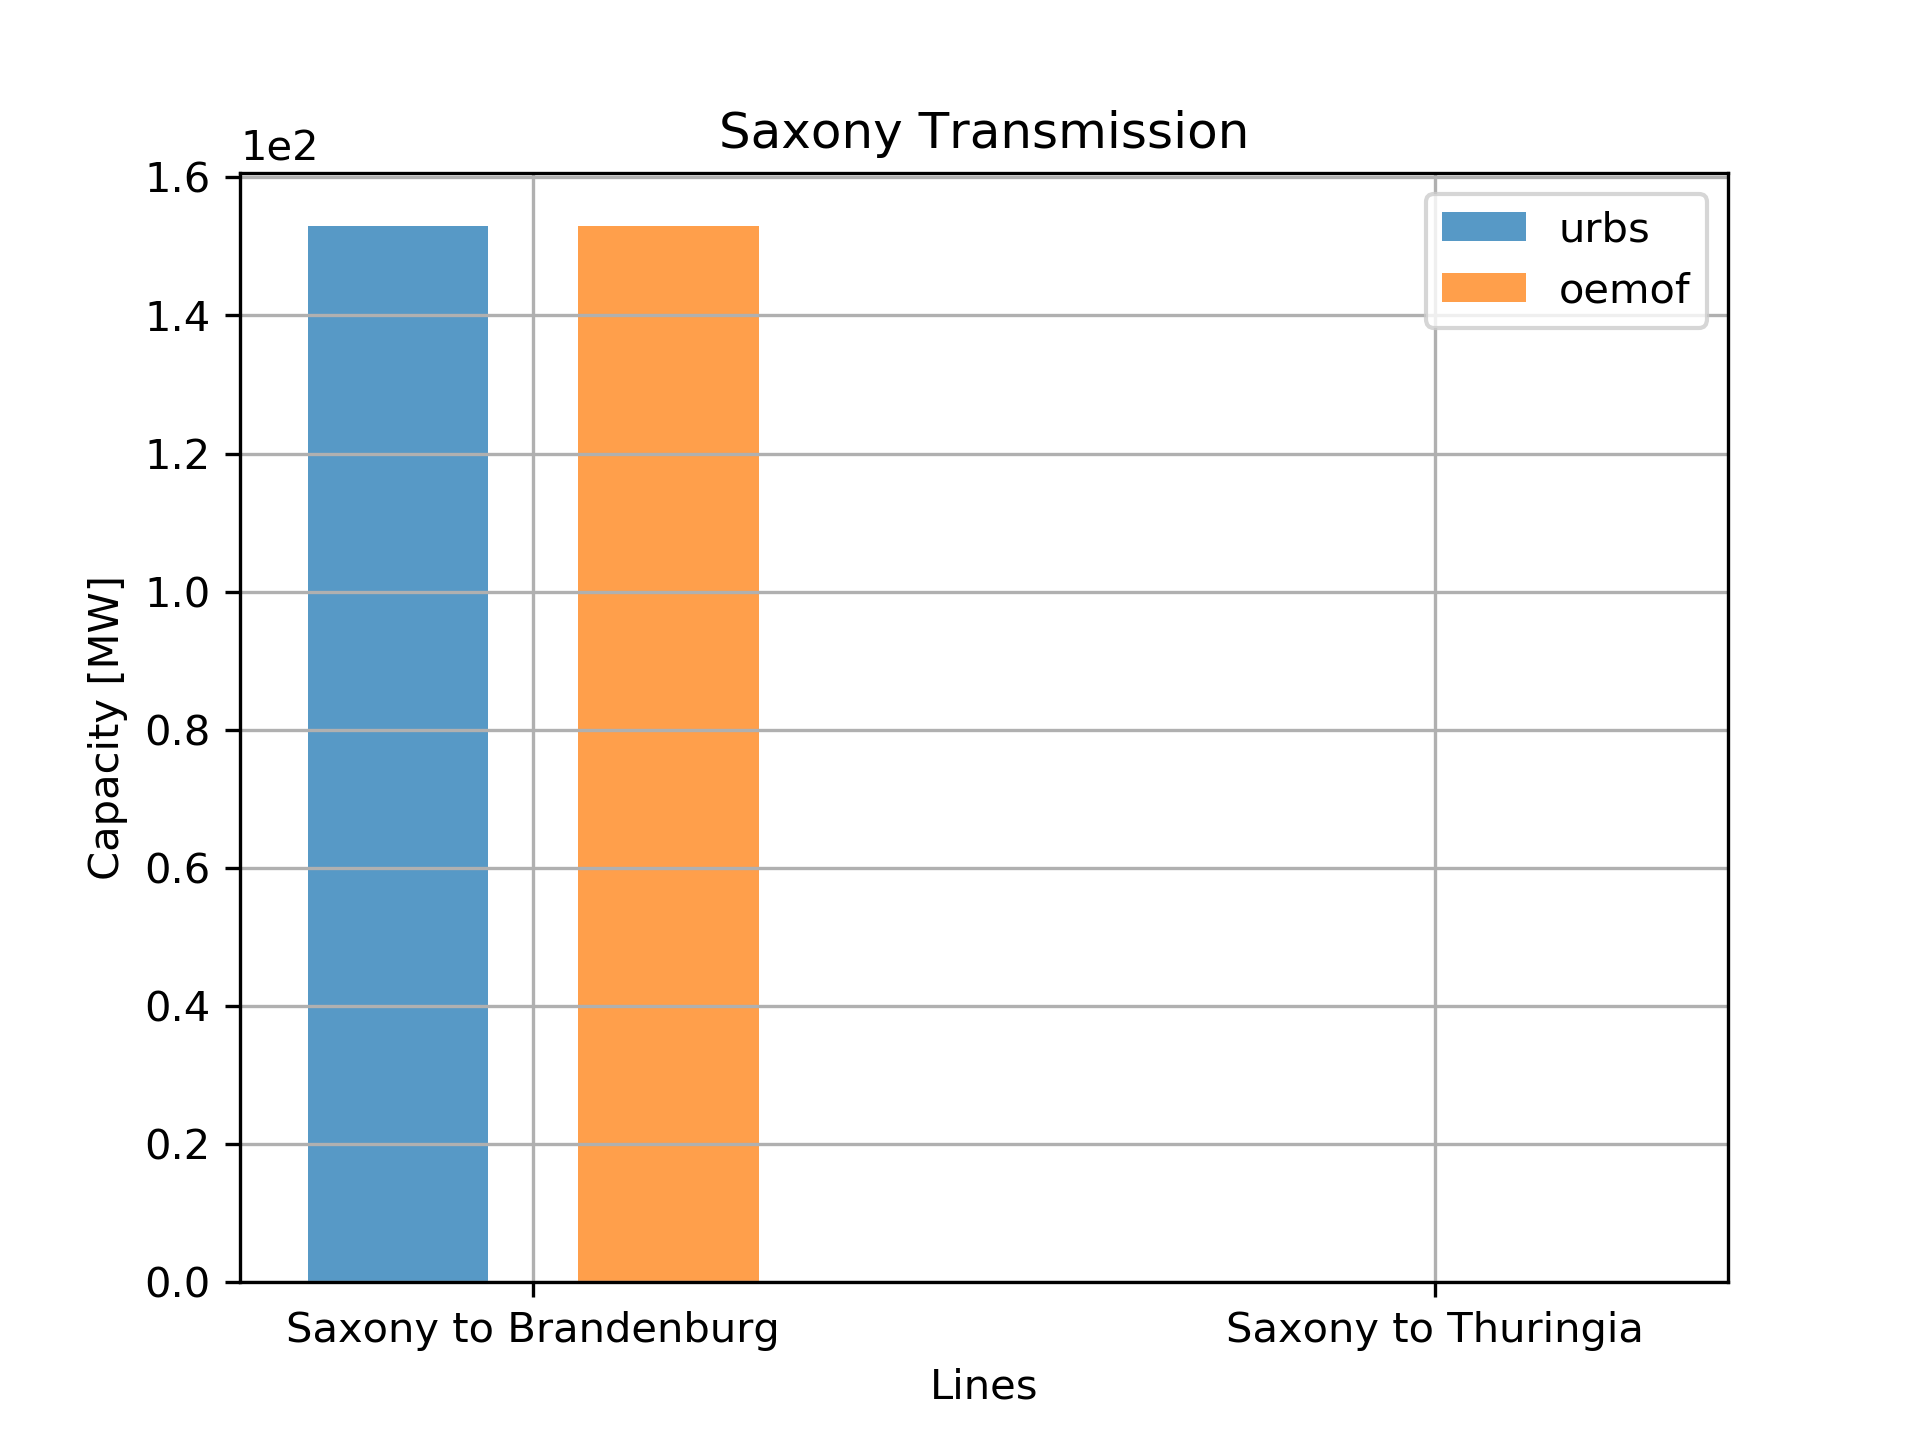 Saxony Transmission
1e2
1.6
1.4
1.2
1.0
0.8
0.6
0.4
0.2
0.0
Capacity [MW]
urbs
oemof
Saxony to Brandenburg
Saxony to Thuringia
Lines